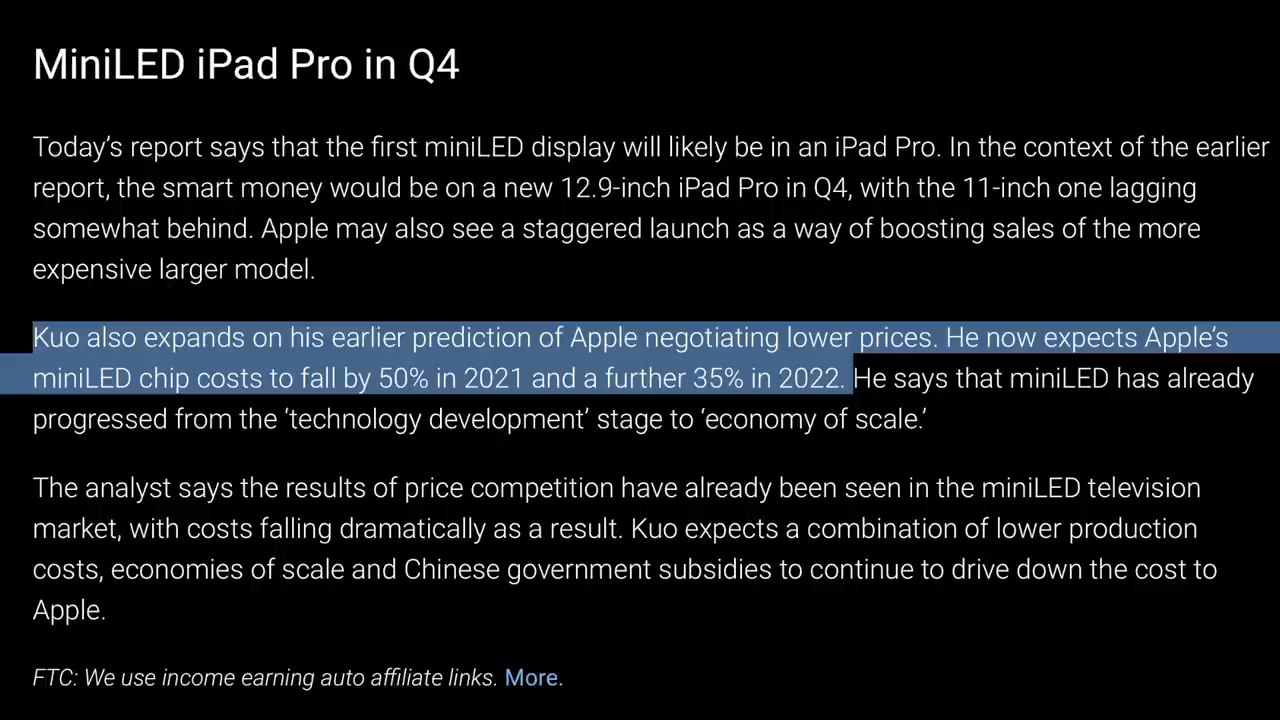 MiniLED iPad Pro in Q4
Today’s report says that the first miniLED display will likely be in an iPad Pro. In the context of the earlier
report, the smart money would be on a new 12.9-inch iPad Pro in Q4, with the 11-inch one lagging
somewhat behind. Apple may also see a staggered launch as a way of boosting sales of the more
expensive larger model.
Kuo also expands on his earlier prediction of Apple negotiating lower prices. He now expects Apple’s
miniLED chip costs to fall by 50% in 2021 and a further 35% in 2022. He says that miniLED has already
progressed from the ‘technology development’ stage to ‘economy of scale.’
The analyst says the results of price competition have already been seen in the miniLED television
market, with costs falling dramatically as a result. Kuo expects a combination of lower production
costs, economies of scale and Chinese government subsidies to continue to drive down the cost to
Apple.
FTC: We use income earning auto affiliate links. More.